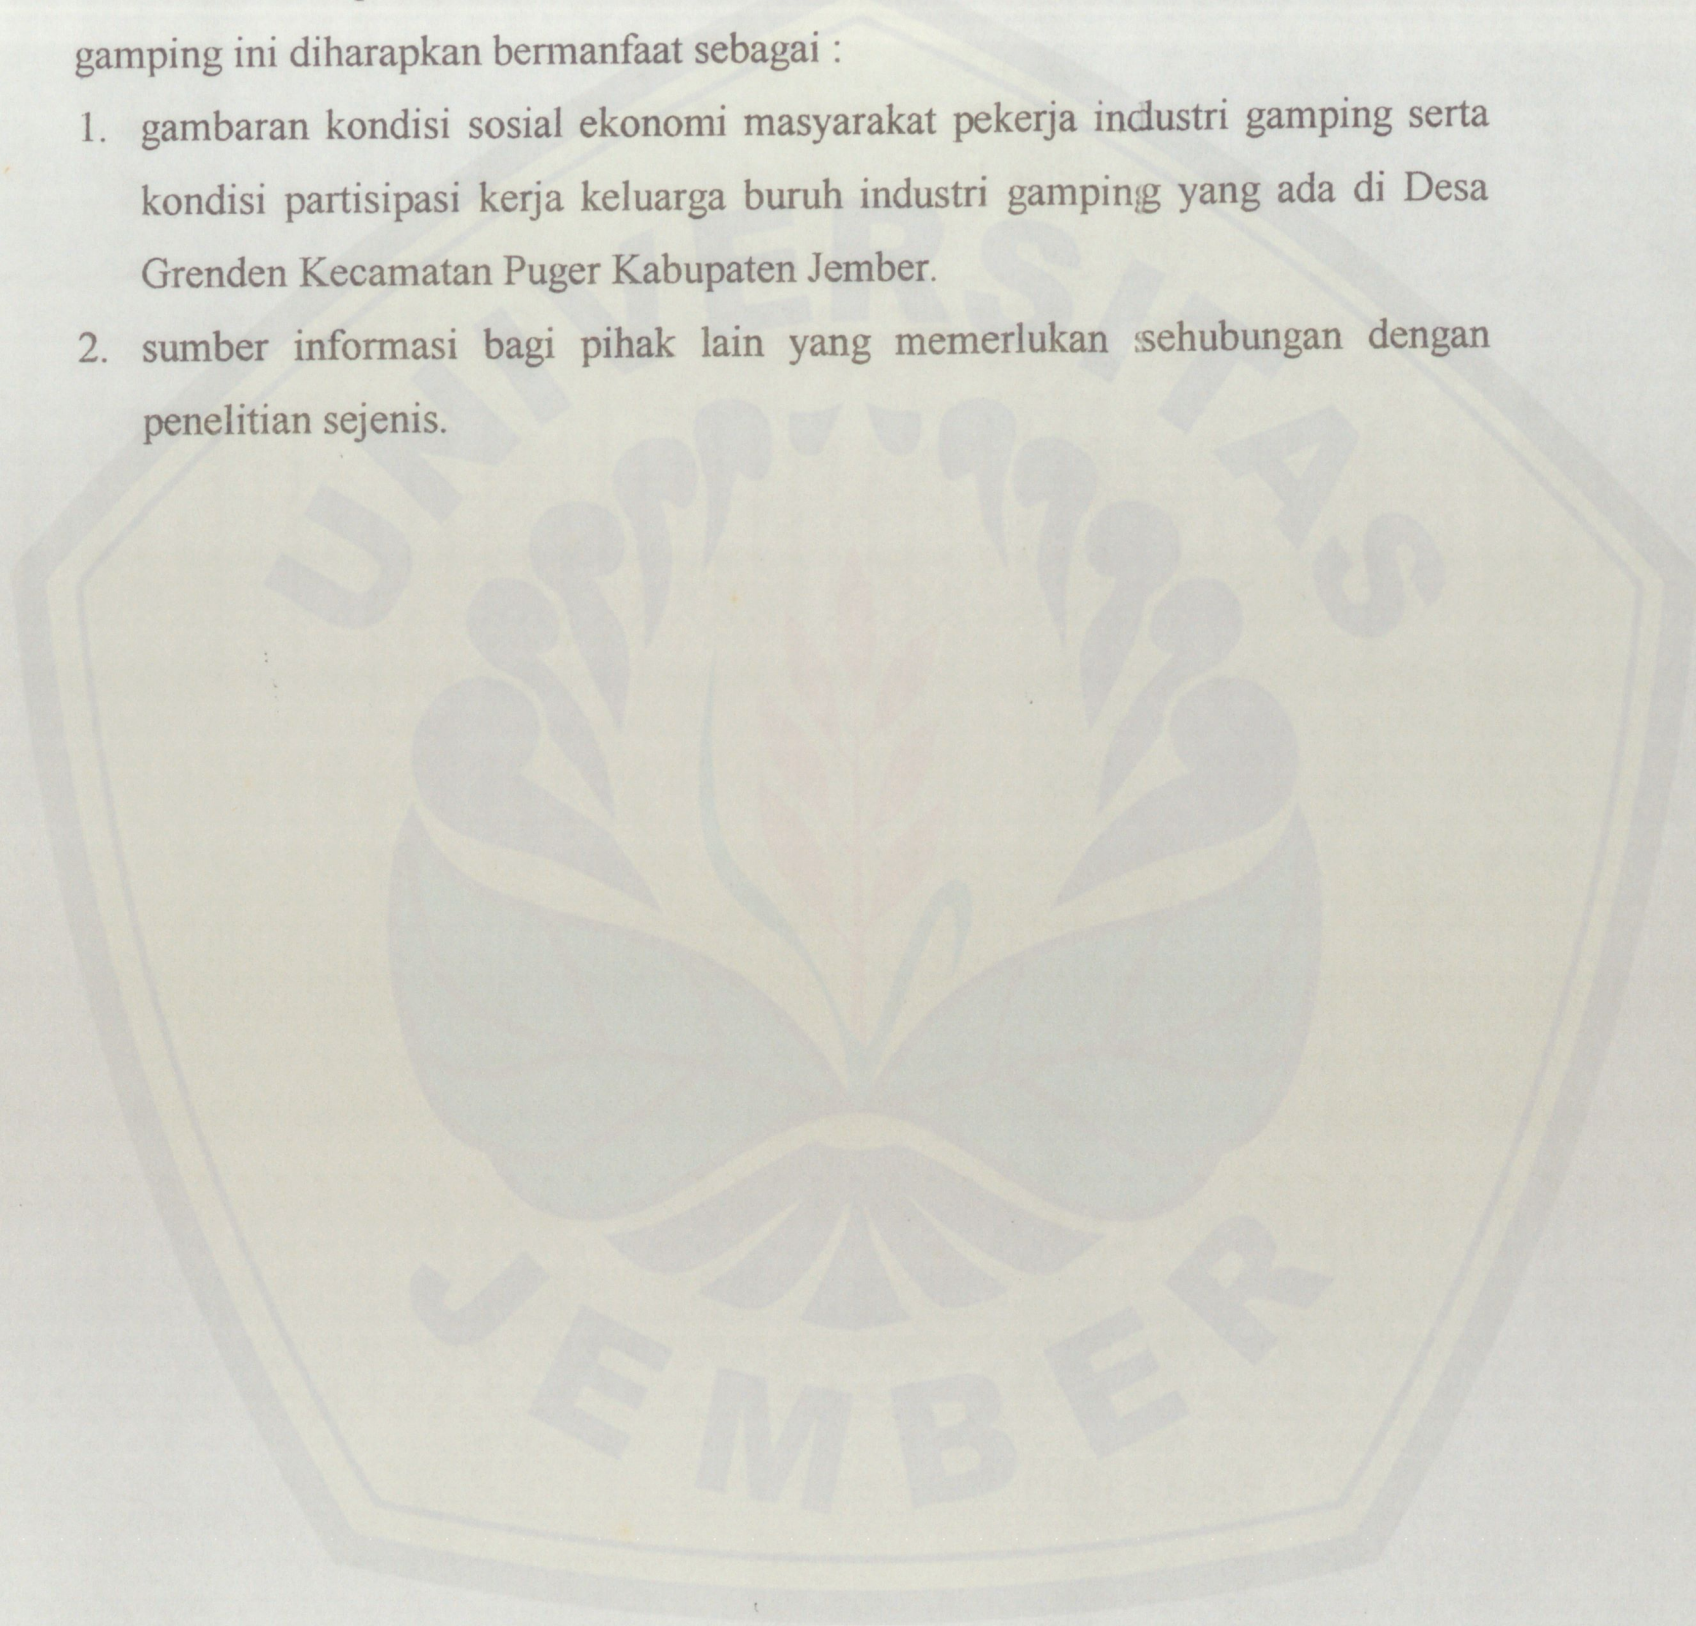 gamping ini diharapkan bermanfaat sebagai :
1. gambaran kondisi sosial ekonomi masyarakat pekerja industri gamping serta
kondisi partisipasi kerja keluarga buruh industri gamping yang ada di Desa
Grenden Kecamatan Puger Kabupaten Jember.
2. sumber informasi bagi pihak lain yang memerlukan sehubungan dengan
penelitian sejenis.
UNIVERSITAS
JEMBER